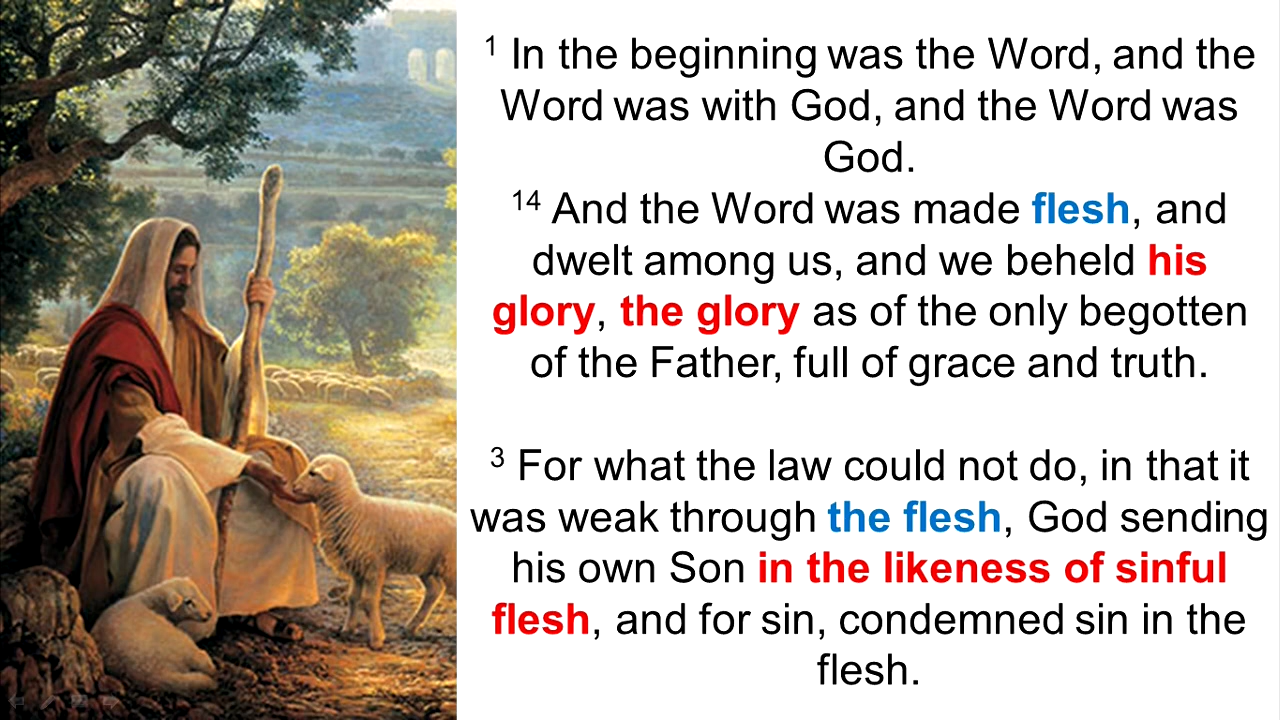 1 In the beginning was the Word, and the
Word was with God, and the Word was
God.
14 And the Word was made flesh, and
dwelt among us, and we beheld his
glory, the glory as of the only begotten
of the Father, full of grace and truth.
3 For what the law could not do, in that it
was weak through the flesh, God sending
his own Son in the likeness of sinful
flesh, and for sin, condemned sin in the
flesh.